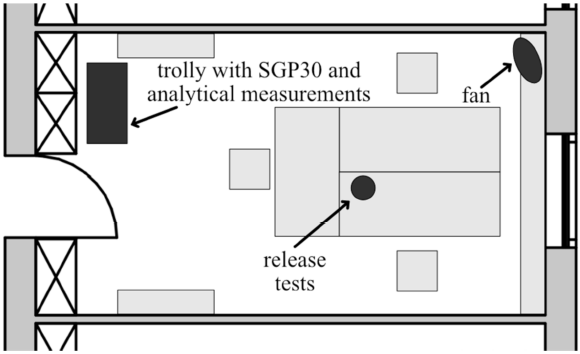 trolly with SGP30 and
analytical measurements
fan
release
tests